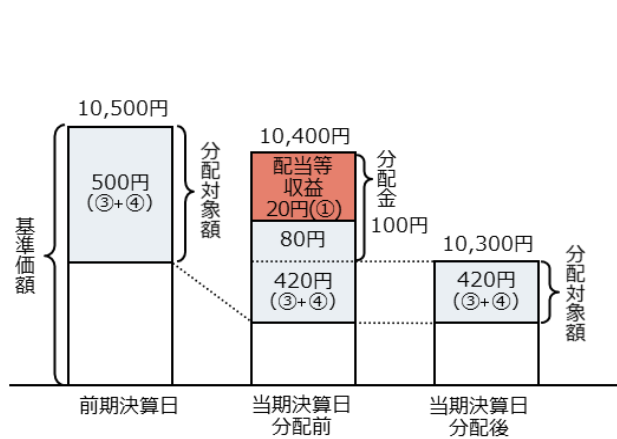 基準価額
10,500円
500円
(③+④)
分配対象額
前期決算日
10,400円
配当等
収益
20円(①)
80円
420円
(③+④)
分配金
100円
当期決算日
分配前
10,300円
420円
(③+④)
分配対象額
当期決算日
分配後